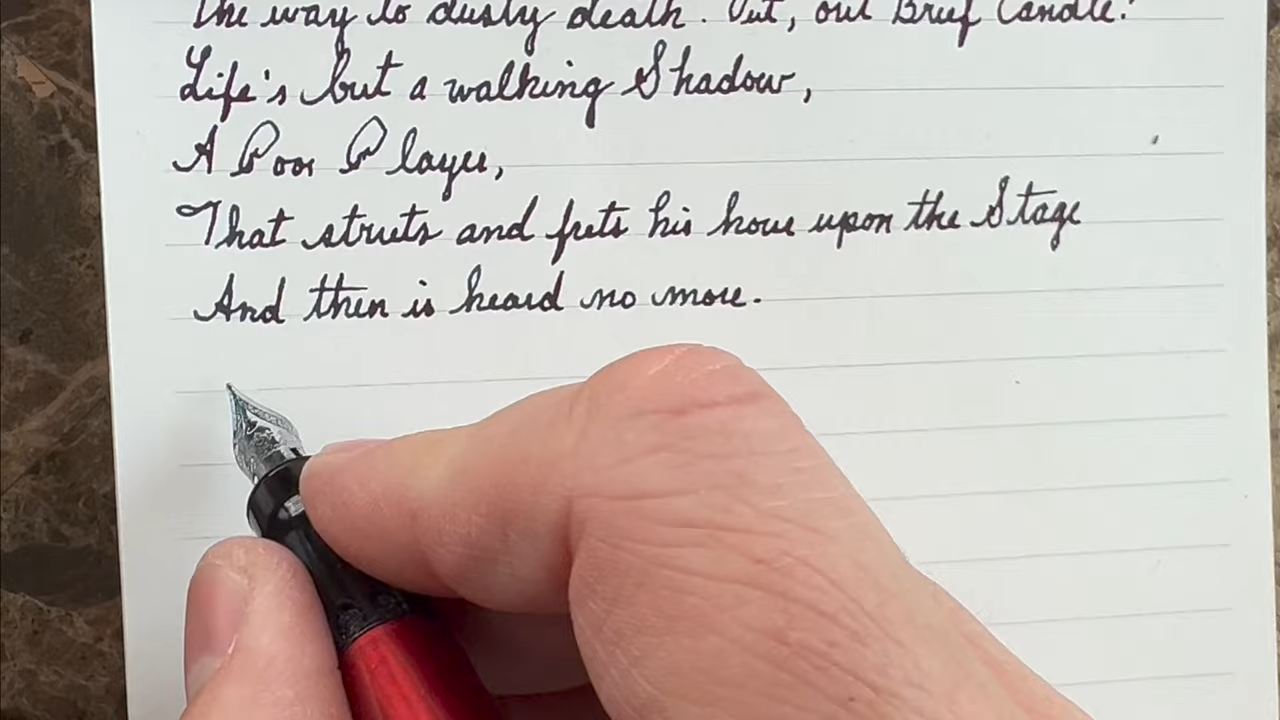 The way to dusty death. Out, out Brief Candle!
Life's but a walking Shadow,
A Poor Player,
That struts and frets his hour upon the Stage
And then is heard no more.